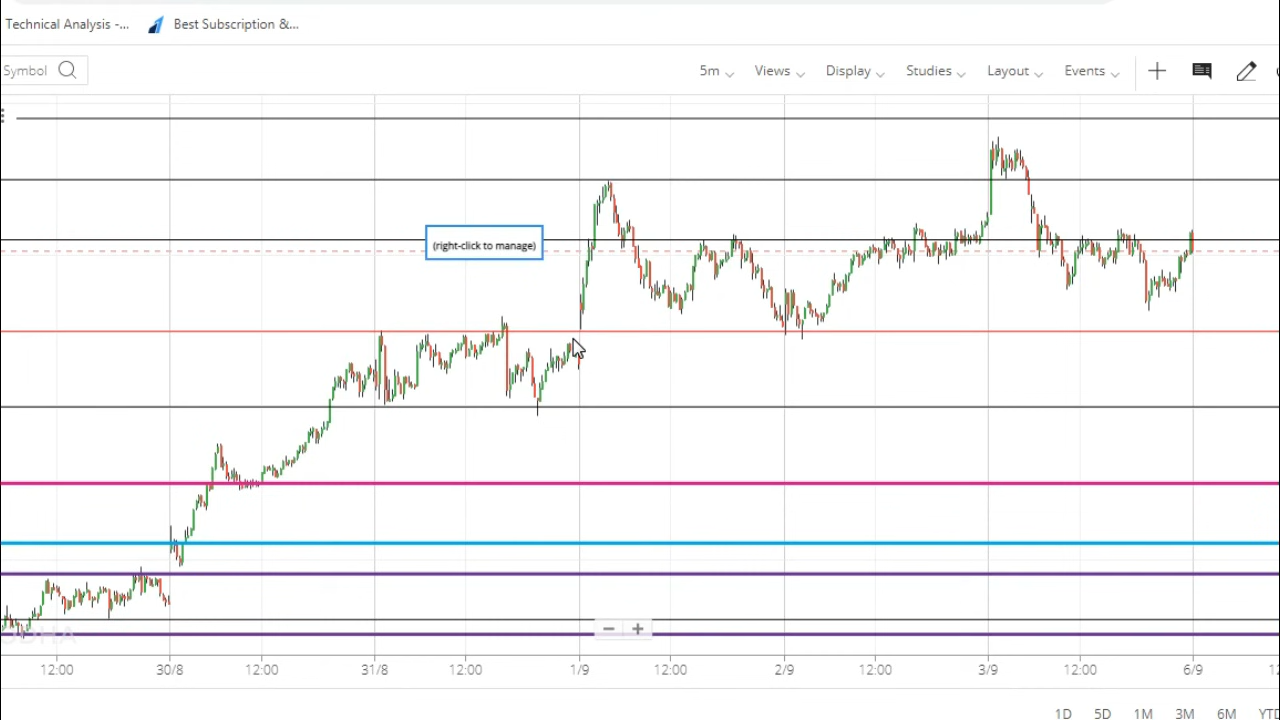 Technical Analysis -... Best Subscription &...
Symbol 5m Views Display Studies Layout Events
(right-click to manage)
12:00 30/8 12:00 31/8 12:00 1/9 12:00 2/9 12:00 3/9 12:00 6/9
1D 5D 1M 3M 6M